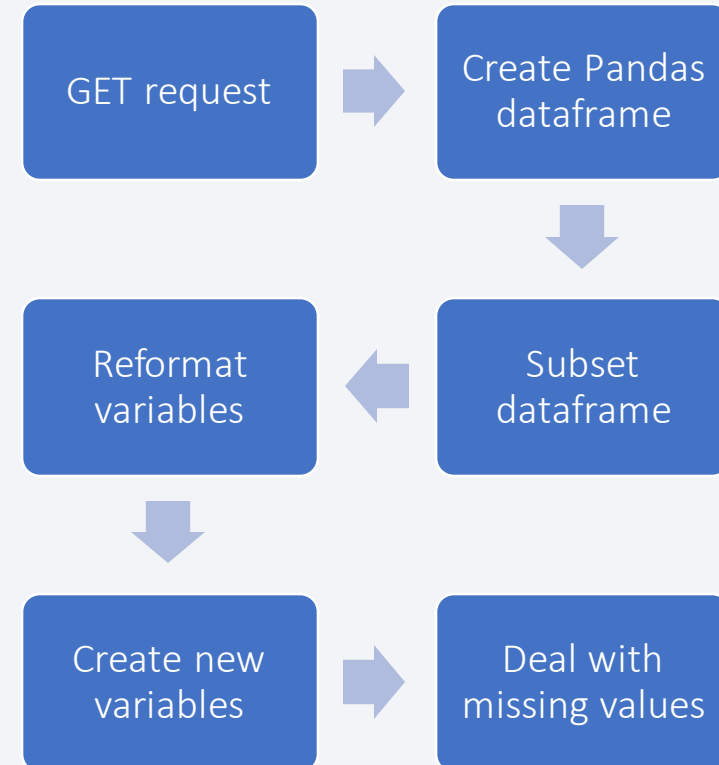 GET request
Create Pandas
dataframe
Subset
dataframe
Reformat
variables
Create new
variables
Deal with
missing values